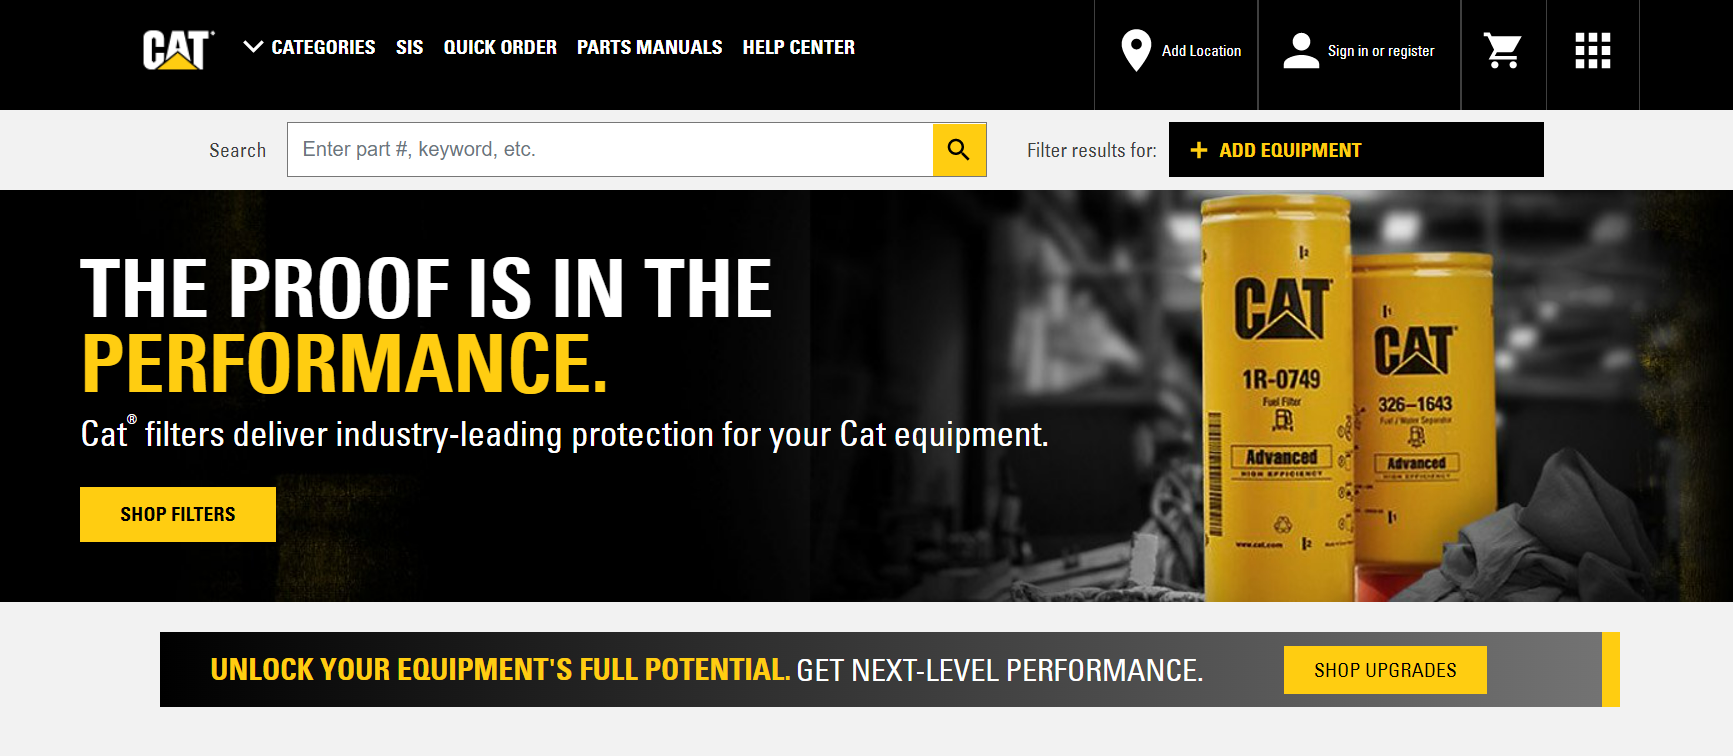 CAT
CATEGORIES SIS QUICK ORDER PARTS MANUALS HELP CENTER
Add Location
Sign in or register
Search
Enter part #, keyword, etc.
Filter results for:
+ ADD EQUIPMENT
THE PROOF IS IN THE
PERFORMANCE.
Cat® filters deliver industry-leading protection for your Cat equipment.
SHOP FILTERS
CAT
1R-0749
Fuel Filter
Advanced
HIGH EFFICIENCY
www.cat.com
CAT
326-1643
Fuel / Water Separator
Advanced
HIGH EFFICIENCY
UNLOCK YOUR EQUIPMENT'S FULL POTENTIAL. GET NEXT-LEVEL PERFORMANCE.
SHOP UPGRADES